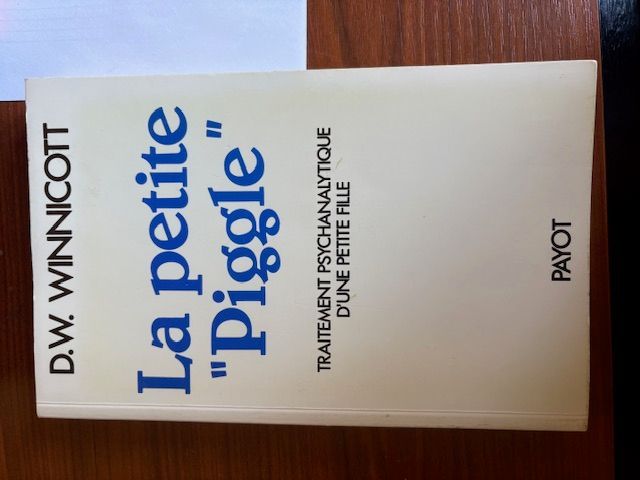 D.W. WINNICOTT
La petite
"Piggle"
TRAITEMENT PSYCHANALYTIQUE
D'UNE PETITE FILLE
PAYOT